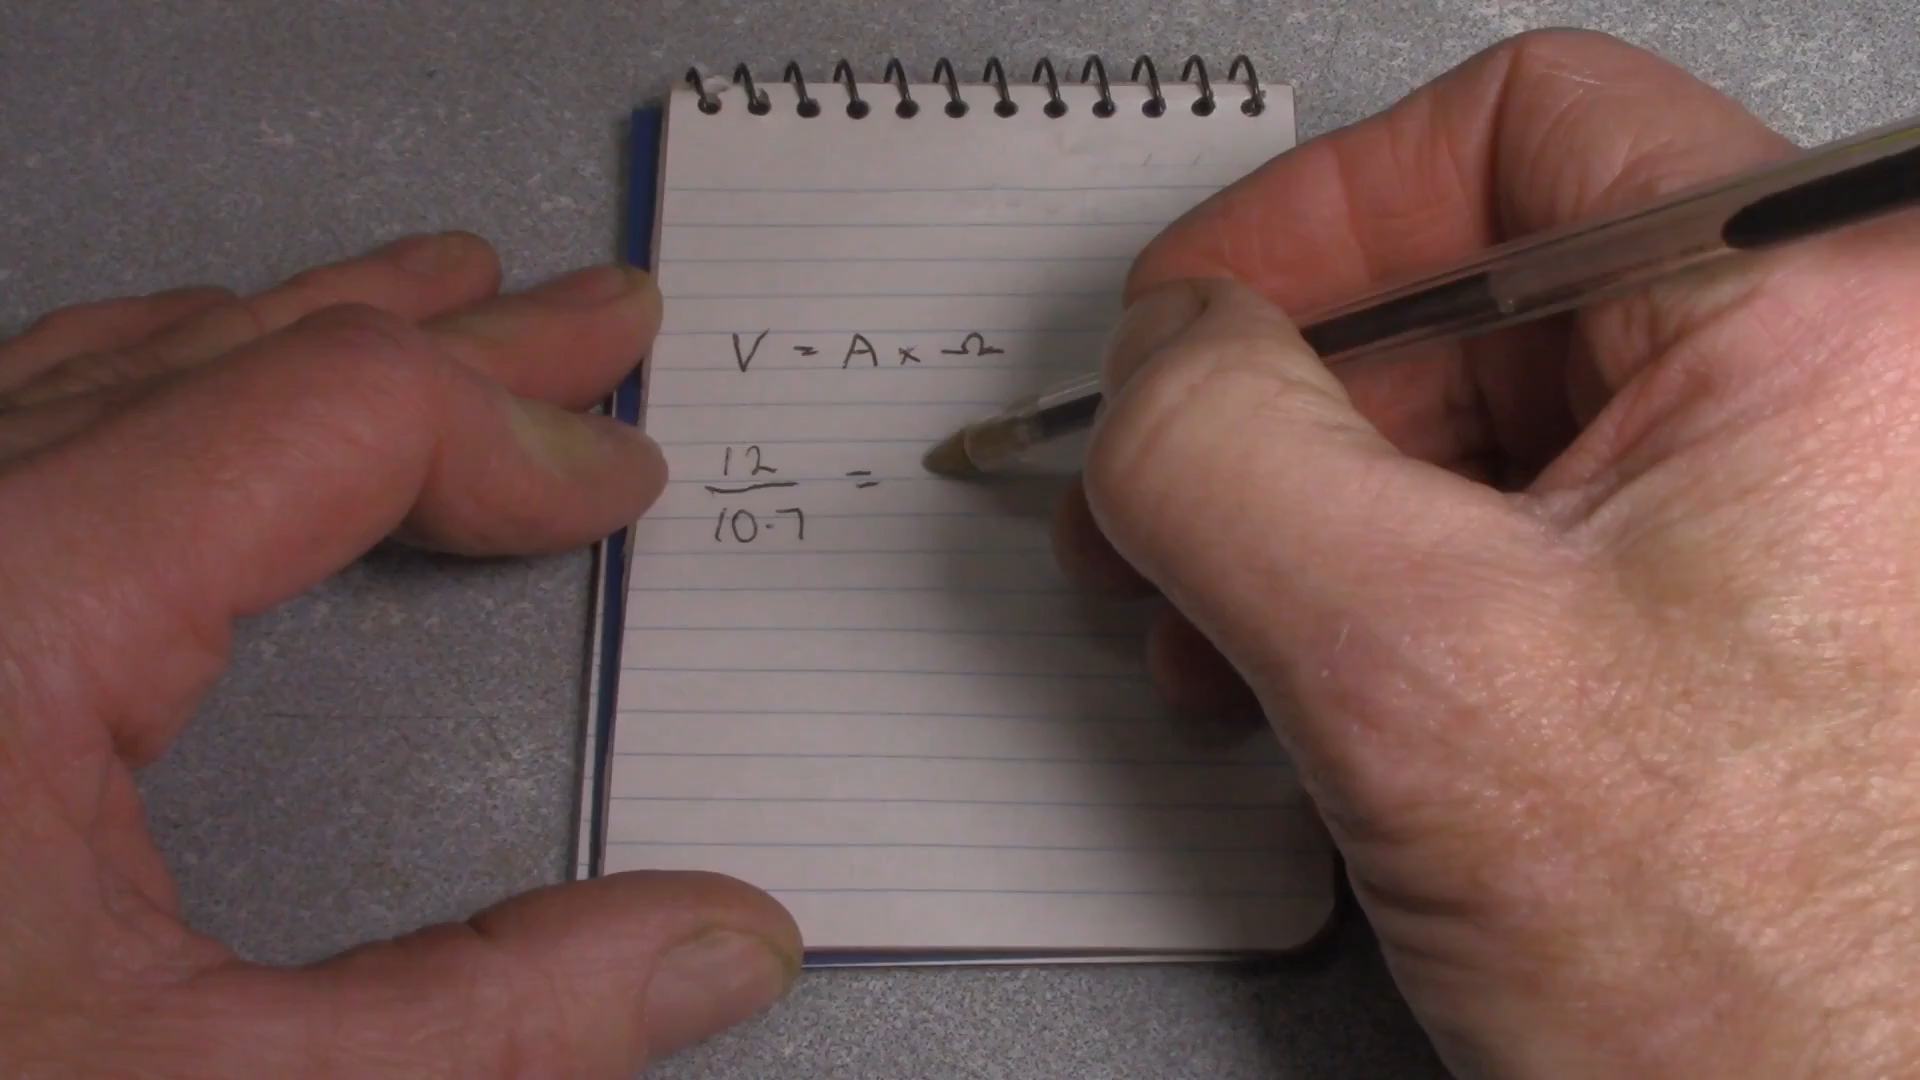 V = A × Ω
12
10.7 =